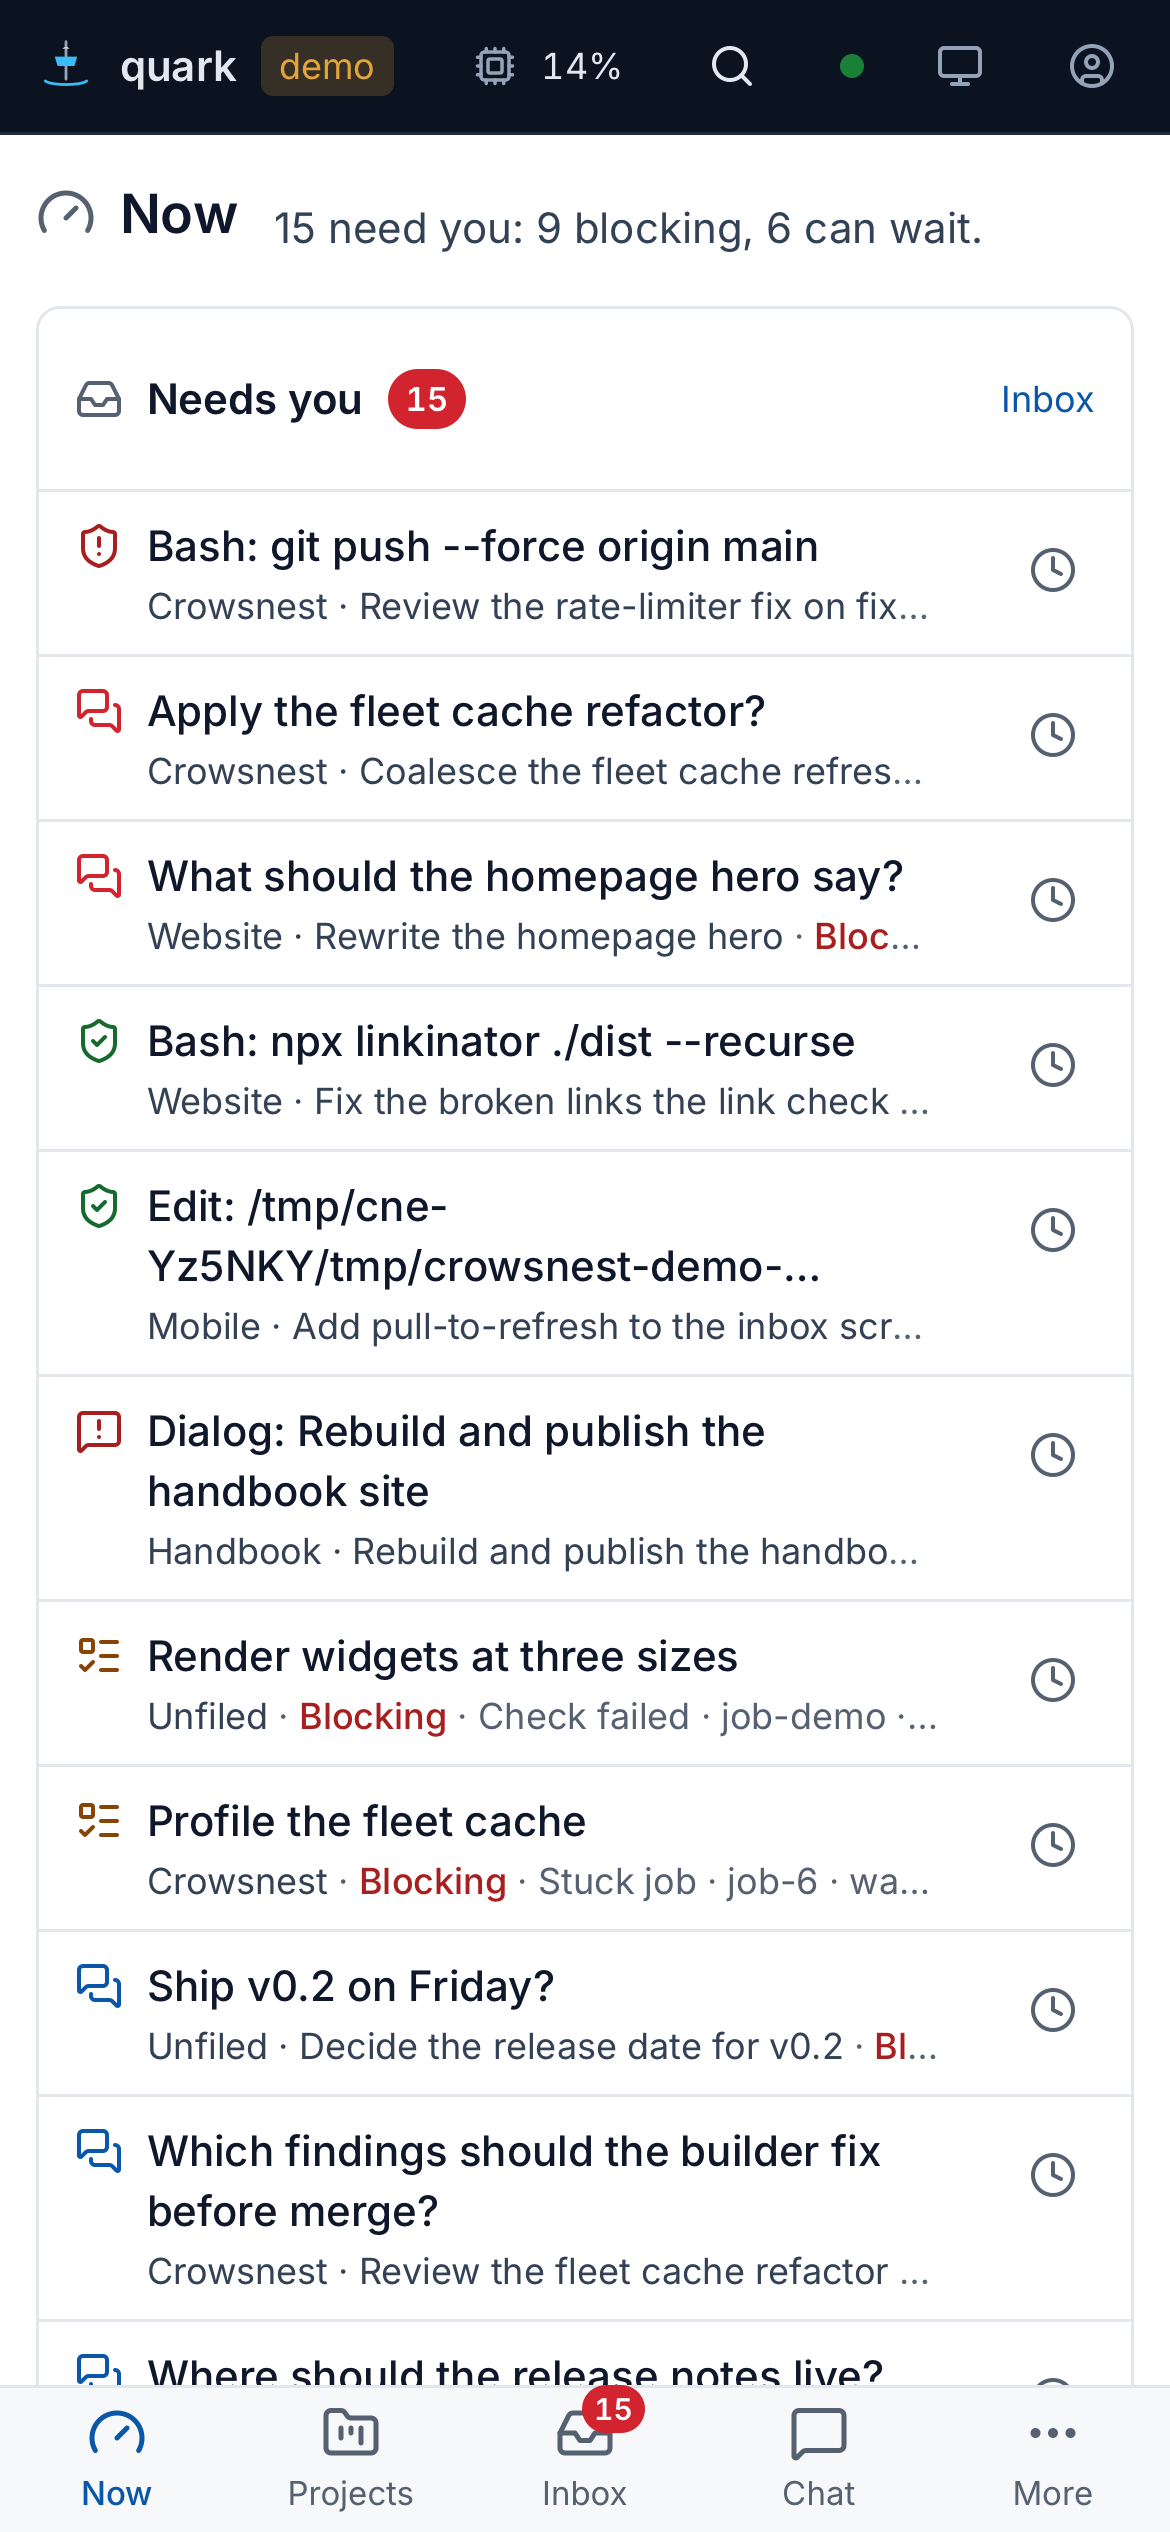 quark demo 14%
Now 15 need you: 9 blocking, 6 can wait.
Needs you 15 Inbox
Bash: git push --force origin main
Crowsnest · Review the rate-limiter fix on fix...
Apply the fleet cache refactor?
Crowsnest · Coalesce the fleet cache refres...
What should the homepage hero say?
Website · Rewrite the homepage hero · Bloc...
Bash: npx linkinator ./dist --recurse
Website · Fix the broken links the link check ...
Edit: /tmp/cne-
Yz5NKY/tmp/crowsnest-demo-...
Mobile · Add pull-to-refresh to the inbox scr...
Dialog: Rebuild and publish the
handbook site
Handbook · Rebuild and publish the handbo...
Render widgets at three sizes
Unfiled · Blocking · Check failed · job-demo ·...
Profile the fleet cache
Crowsnest · Blocking · Stuck job · job-6 · wa...
Ship v0.2 on Friday?
Unfiled · Decide the release date for v0.2 · Bl...
Which findings should the builder fix
before merge?
Crowsnest · Review the fleet cache refactor ...
Where should the release notes live?
15
Now Projects Inbox Chat More